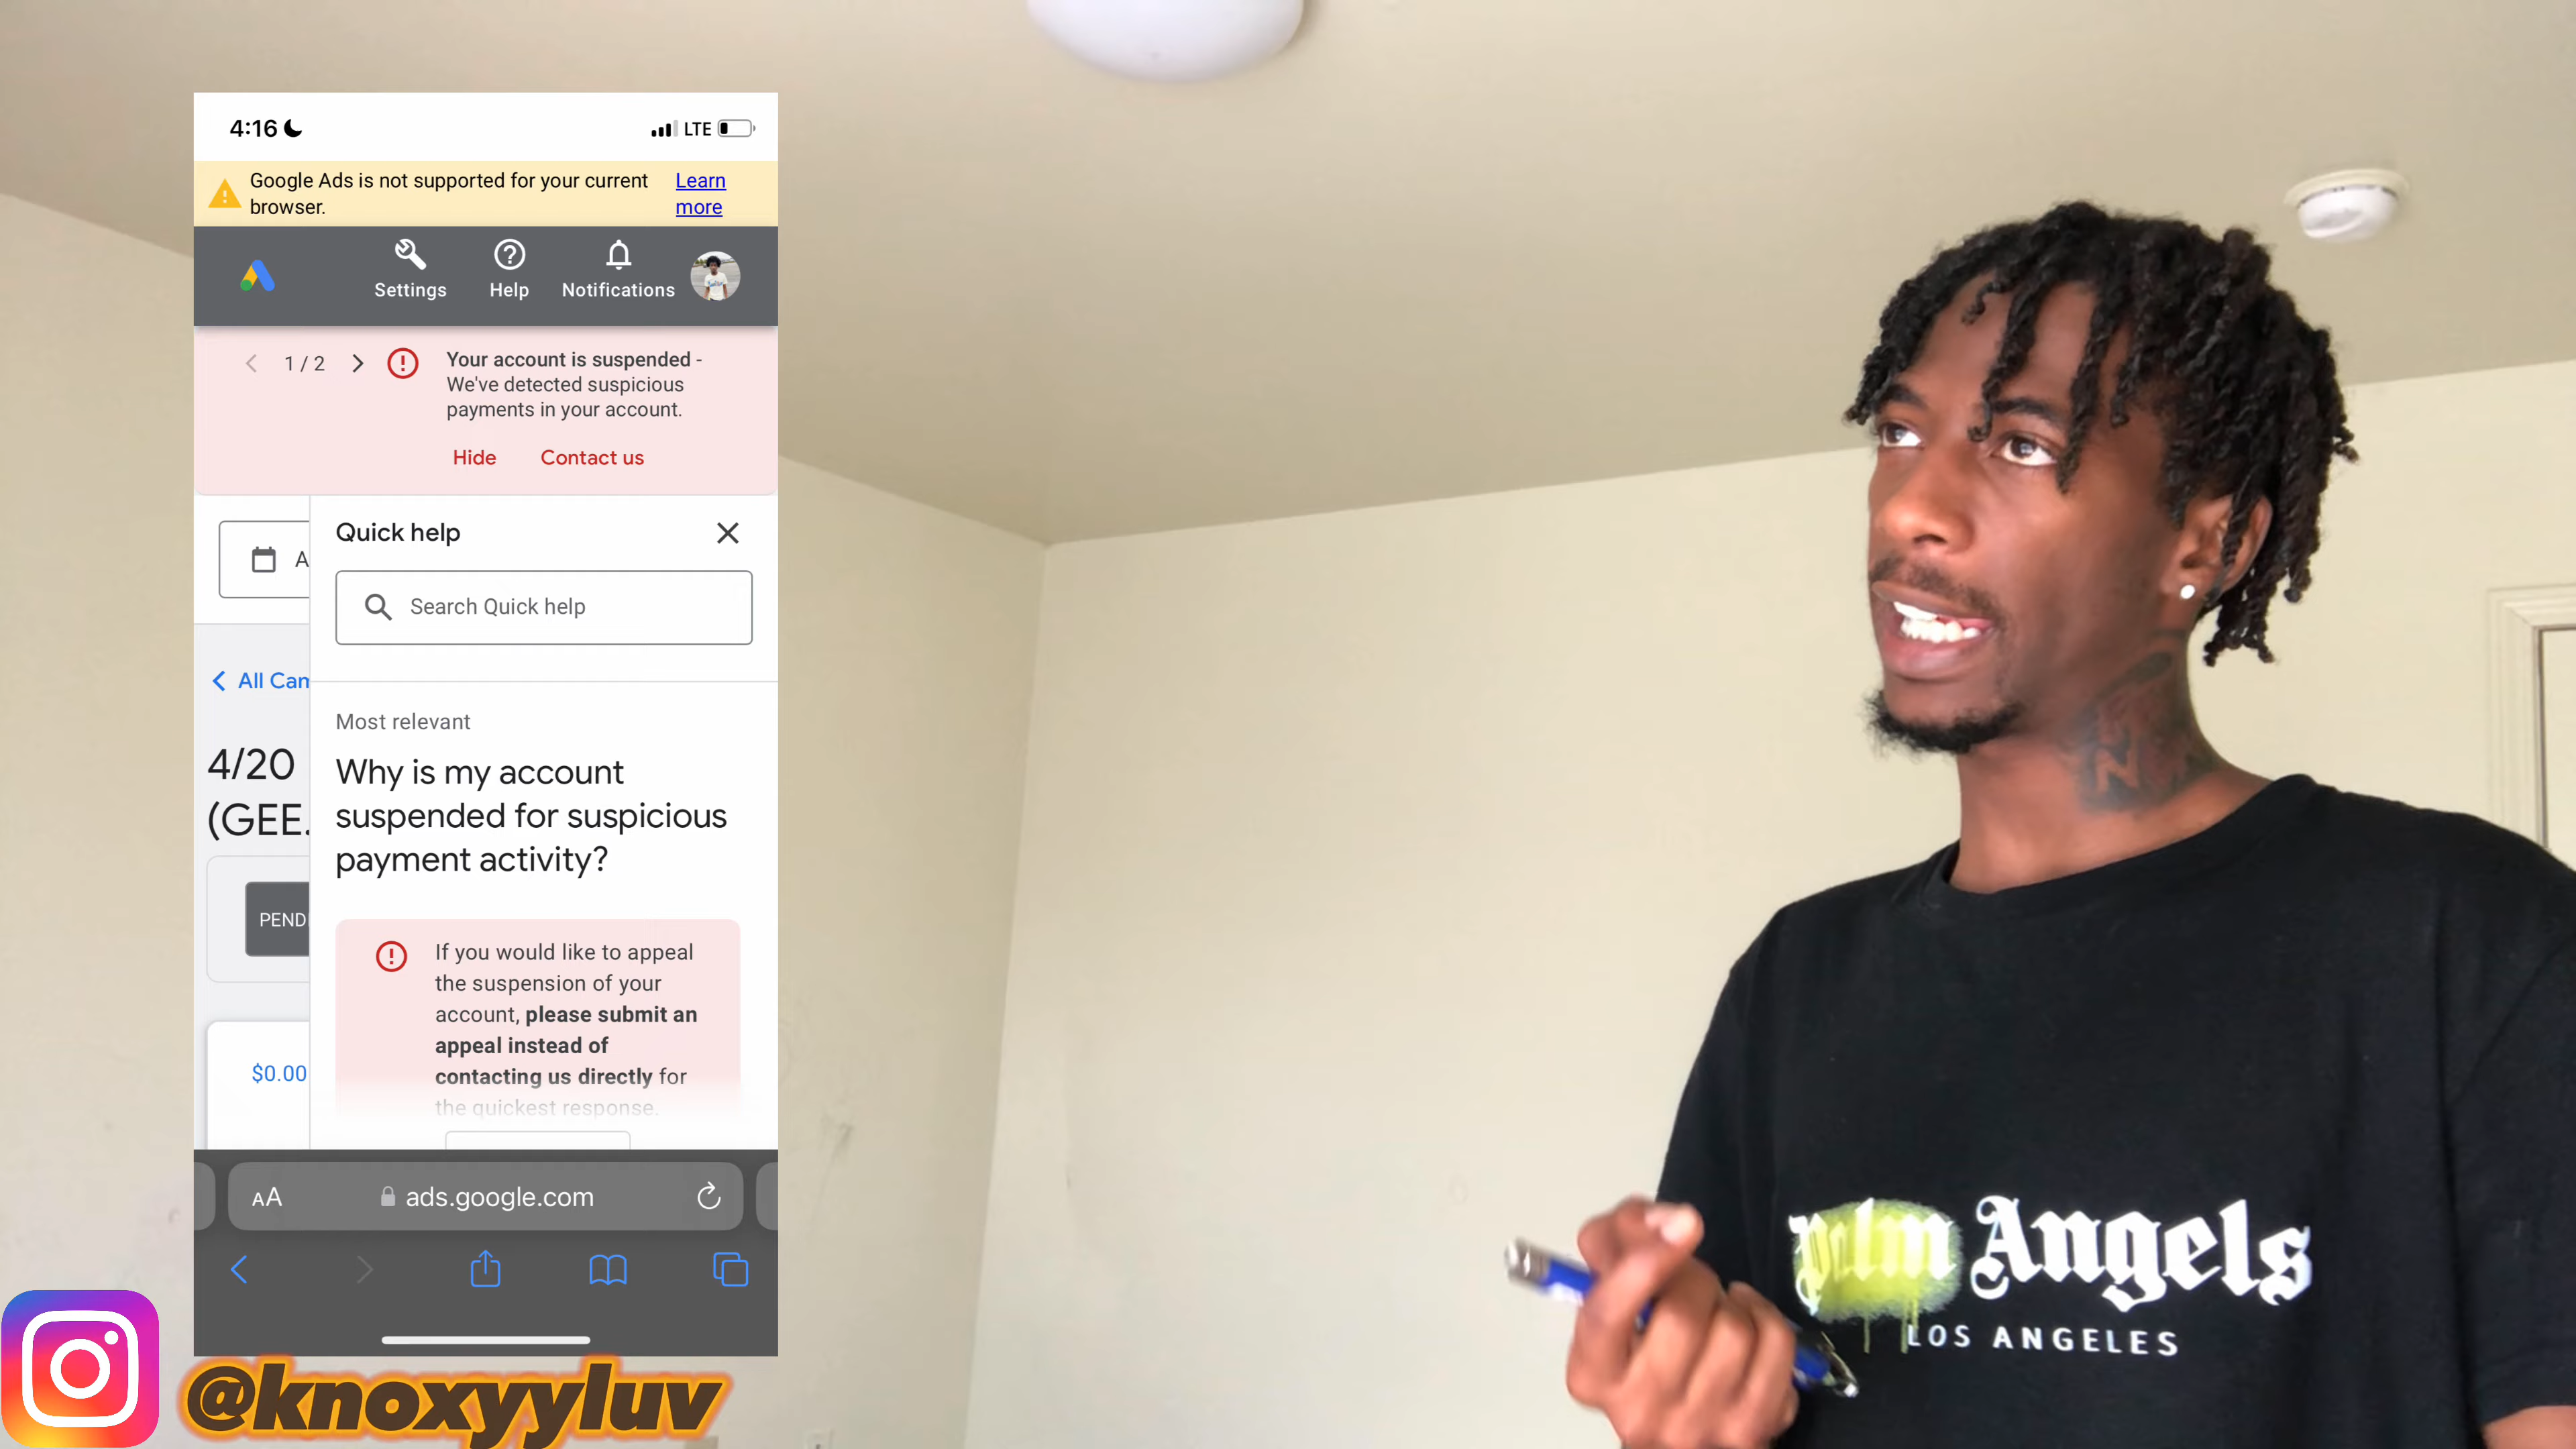 4:16
LTE
Google Ads is not supported for your current
browser.
Learn
more
Settings
Help
Notifications
1 / 2
Your account is suspended -
We've detected suspicious
payments in your account.
Hide
Contact us
Quick help
A
Search Quick help
All Cam
Most relevant
4/20
(GEE.
Why is my account
suspended for suspicious
payment activity?
PENDI
If you would like to appeal
the suspension of your
account, please submit an
appeal instead of
contacting us directly for
the quickest response.
$0.00
AA
ads.google.com
@knoxyyluv
Palm Angels
LOS ANGELES
N